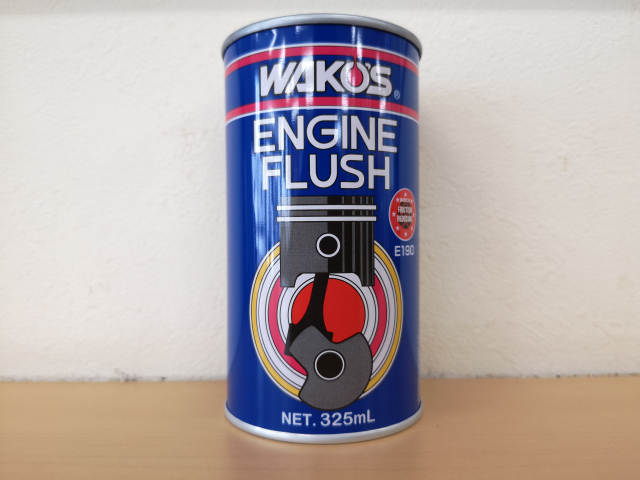 WAKO'S®
ENGINE
FLUSH
E190
NET. 325mL